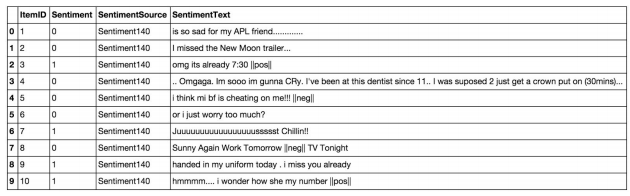 ItemID Sentiment SentimentSource SentimentText
0 1 0 Sentiment140 is so sad for my APL friend.............
1 2 0 Sentiment140 I missed the New Moon trailer...
2 3 1 Sentiment140 omg its already 7:30 ||pos||
3 4 0 Sentiment140 .. Omgaga. Im sooo im gunna CRy. I've been at this dentist since 11.. I was suposed 2 just get a crown put on (30mins)...
4 5 0 Sentiment140 i think mi bf is cheating on me!!! ||neg||
5 6 0 Sentiment140 or i just worry too much?
6 7 1 Sentiment140 Juuuuuuuuuuuuuuuuussssst Chillin!!
7 8 0 Sentiment140 Sunny Again Work Tomorrow ||neg|| TV Tonight
8 9 1 Sentiment140 handed in my uniform today . i miss you already
9 10 1 Sentiment140 hmmmm.... i wonder how she my number ||pos||